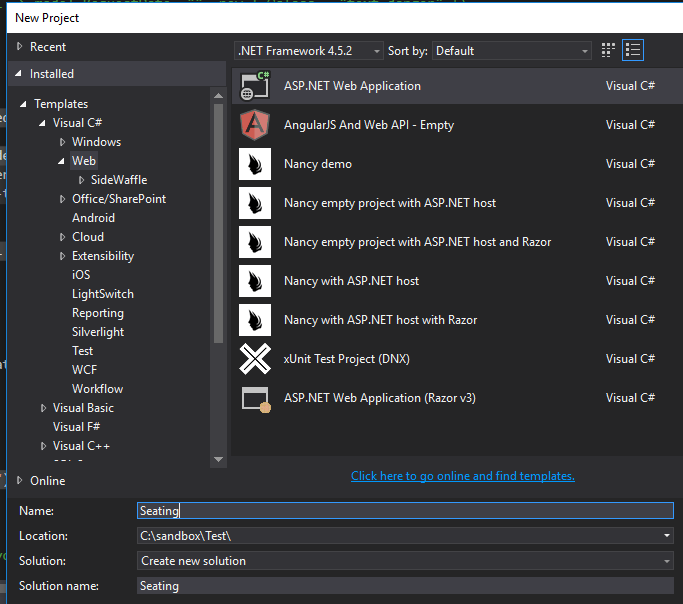 New Project
Recent
Installed
Templates
Visual C#
Windows
Web
SideWaffle
Office/SharePoint
Android
Cloud
Extensibility
iOS
LightSwitch
Reporting
Silverlight
Test
WCF
Workflow
Visual Basic
Visual F#
Visual C++
Online
.NET Framework 4.5.2 Sort by: Default
ASP.NET Web Application Visual C#
AngularJS And Web API - Empty Visual C#
Nancy demo Visual C#
Nancy empty project with ASP.NET host Visual C#
Nancy empty project with ASP.NET host and Razor Visual C#
Nancy with ASP.NET host Visual C#
Nancy with ASP.NET host with Razor Visual C#
xUnit Test Project (DNX) Visual C#
ASP.NET Web Application (Razor v3) Visual C#
Click here to go online and find templates.
Name: Seating
Location: C:\sandbox\Test\
Solution: Create new solution
Solution name: Seating